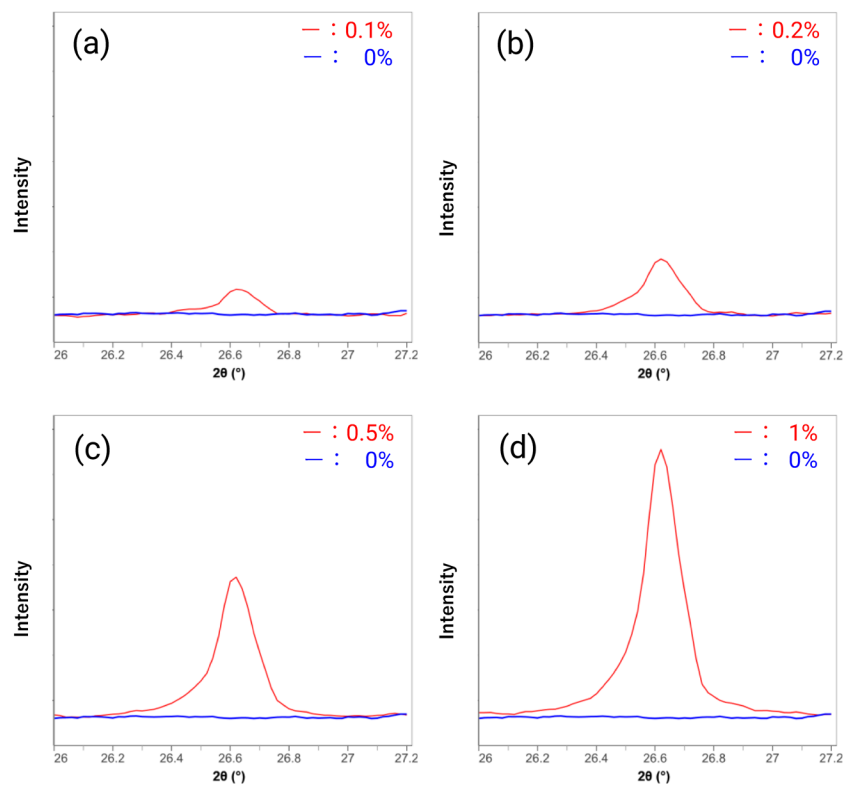 (a)
— : 0.1%
— : 0%
Intensity
26 26.2 26.4 26.6 26.8 27 27.2
2θ (°)
(b)
— : 0.2%
— : 0%
Intensity
26 26.2 26.4 26.6 26.8 27 27.2
2θ (°)
(c)
— : 0.5%
— : 0%
Intensity
26 26.2 26.4 26.6 26.8 27 27.2
2θ (°)
(d)
— : 1%
— : 0%
Intensity
26 26.2 26.4 26.6 26.8 27 27.2
2θ (°)